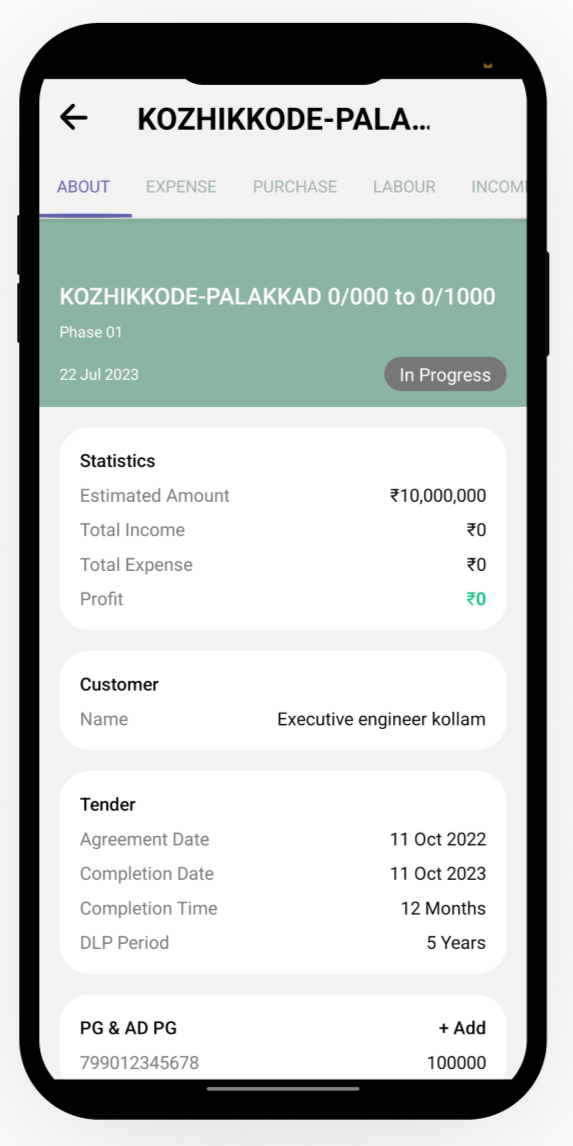 KOZHIKKODE-PALA...
ABOUT EXPENSE PURCHASE LABOUR INCOM
KOZHIKKODE-PALAKKAD 0/000 to 0/1000
Phase 01
22 Jul 2023 In Progress
Statistics
Estimated Amount ₹10,000,000
Total Income ₹0
Total Expense ₹0
Profit ₹0
Customer
Name Executive engineer kollam
Tender
Agreement Date 11 Oct 2022
Completion Date 11 Oct 2023
Completion Time 12 Months
DLP Period 5 Years
PG & AD PG + Add
799012345678 100000